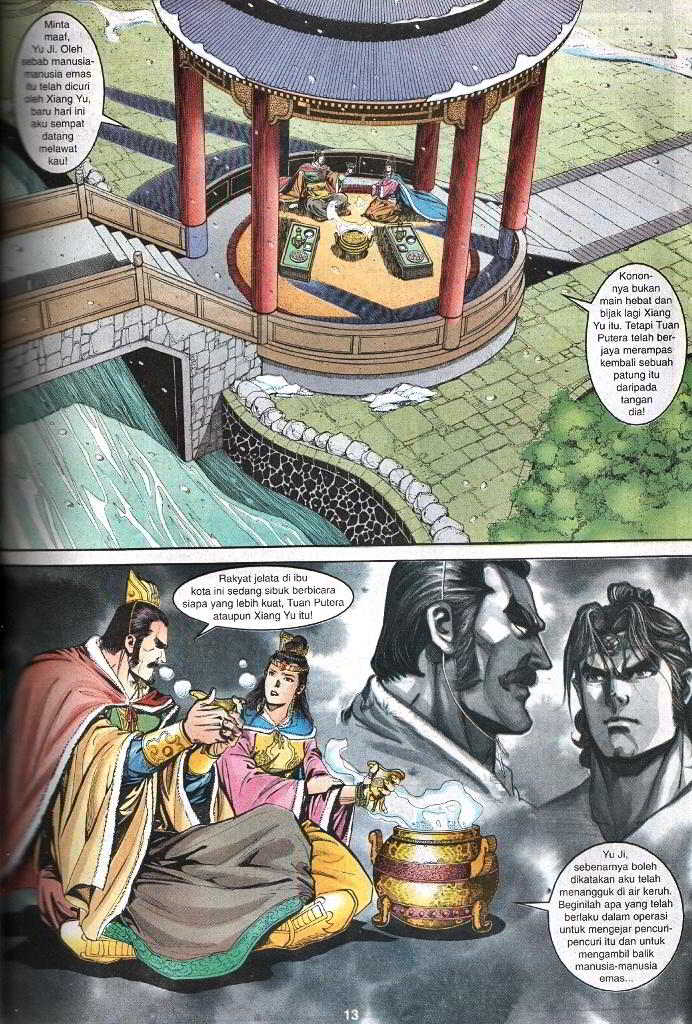 Minta
maaf,
Yu Ji. Oleh
sebab manusia-
manusia emas
itu telah dicuri
oleh Xiang Yu,
baru hari ini
aku sempat
datang
melawat
kau!
Konon-
nya bukan
main hebat dan
bijak lagi Xiang
Yu itu. Tetapi Tuan
Putera telah ber-
jaya merampas
kembali sebuah
patung itu
daripada
tangan
dia!
Rakyat jelata di ibu
kota ini sedang sibuk berbicara
siapa yang lebih kuat, Tuan Putera
ataupun Xiang Yu itu!
Yu Ji,
sebenarnya boleh
dikatakan aku telah
menangguk di air keruh.
Beginilah apa yang telah
berlaku dalam operasi
untuk mengejar pencuri-
pencuri itu dan untuk
mengambil balik
manusia-manusia
emas...
13